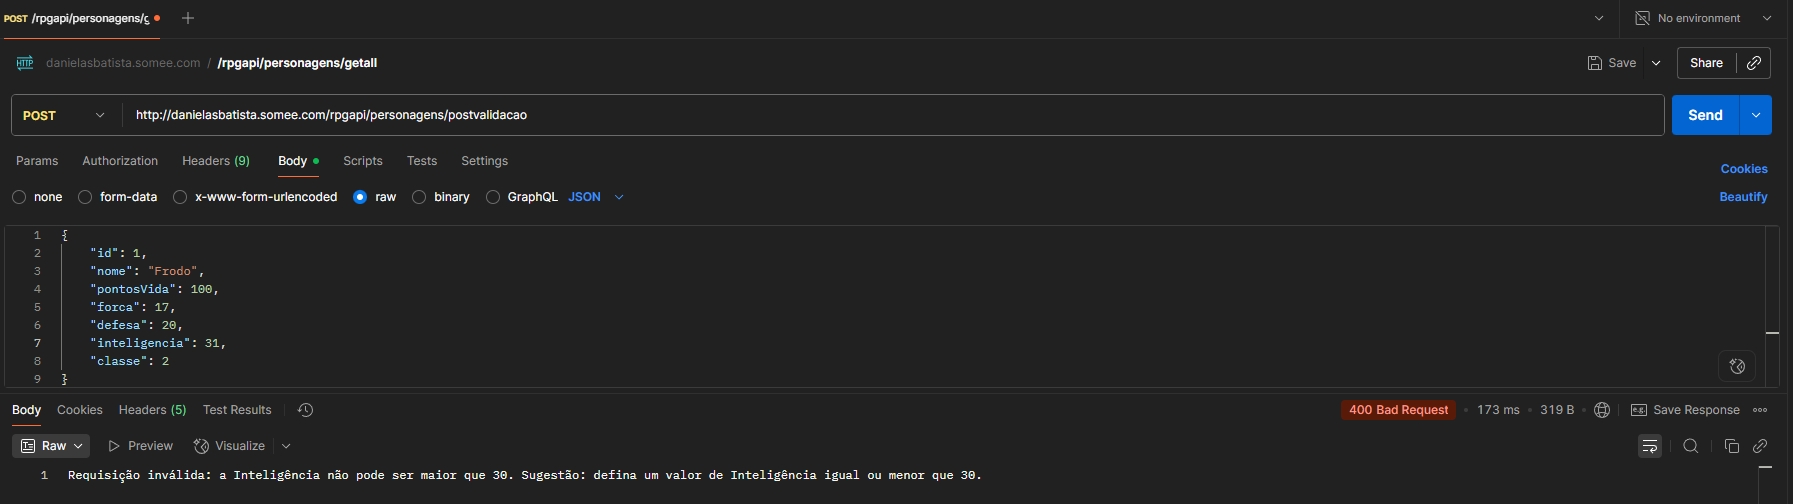 POST /rpgapi/personagens/g
No environment
danielasbatista.somee.com / /rpgapi/personagens/getall
Save
Share
POST
http://danielasbatista.somee.com/rpgapi/personagens/postvalidacao
Send
Params Authorization Headers (9) Body Scripts Tests Settings
Cookies
none form-data x-www-form-urlencoded raw binary GraphQL JSON
Beautify
1 {
2 "id": 1,
3 "nome": "Frodo",
4 "pontosVida": 100,
5 "forca": 17,
6 "defesa": 20,
7 "inteligencia": 31,
8 "classe": 2
9 }
Body Cookies Headers (5) Test Results
400 Bad Request 173 ms 319 B e.g. Save Response
Raw Preview Visualize
1 Requisição inválida: a Inteligência não pode ser maior que 30. Sugestão: defina um valor de Inteligência igual ou menor que 30.